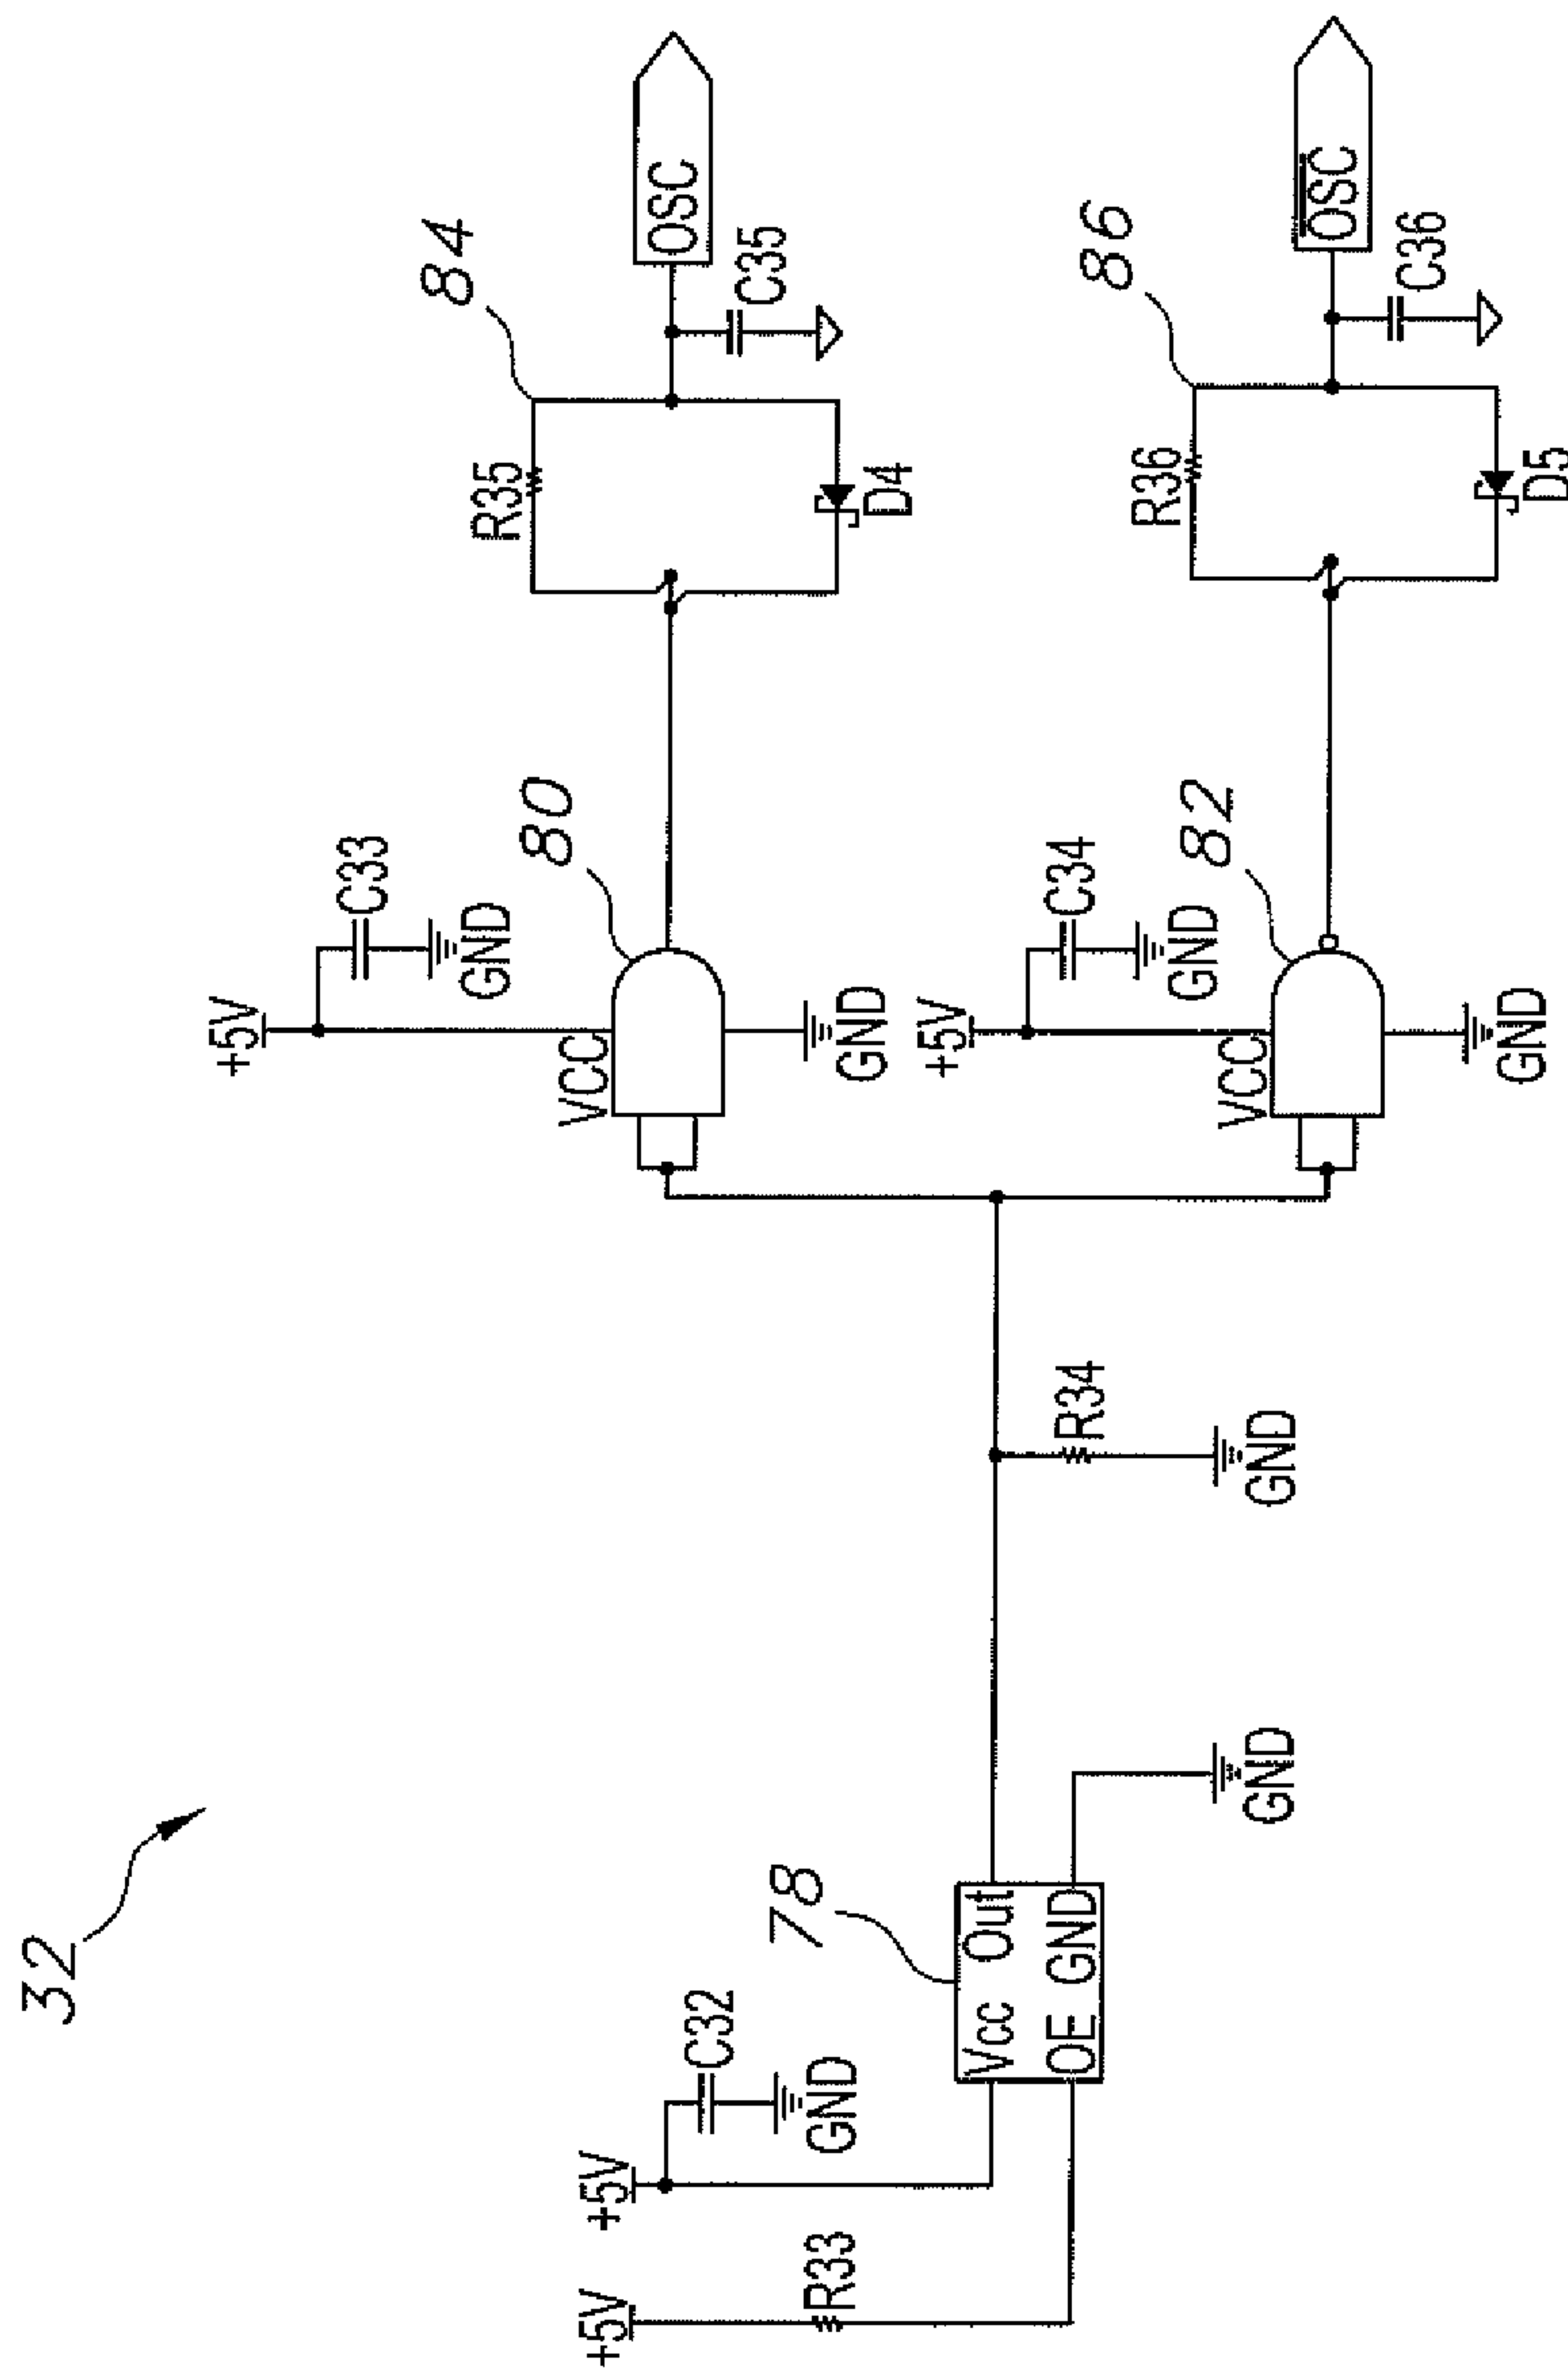 32
+5V
R33
+5V
C32
GND
78
Vcc Out
OE GND
GND
R34
GND
+5V
C33
GND
VCC
80
GND
+5V
C34
GND
VCC
82
GND
84
R35
D4
OSC
C35
86
R36
D5
O̅S̅C̅
C36